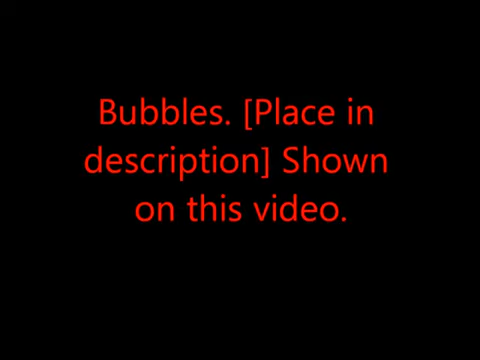 Bubbles. [Place in
description] Shown
on this video.